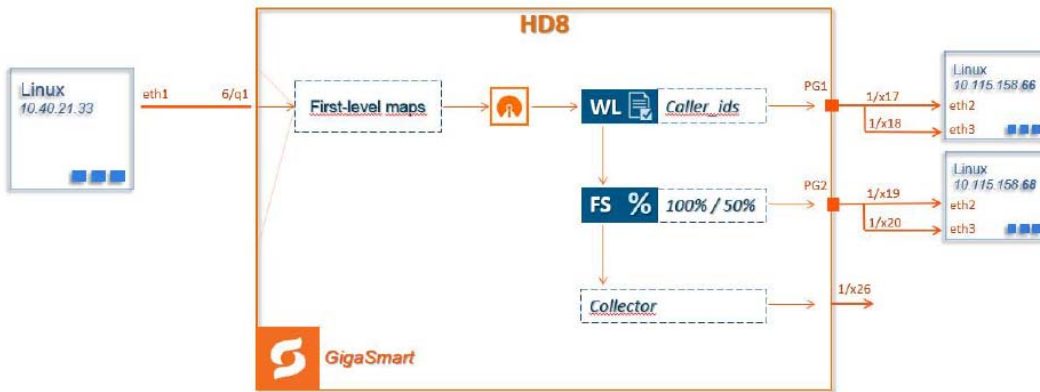 HD8
Linux
10.40.21.33
eth1
6/q1
First-level maps
WL
Caller_ids
PG1
1/x17
1/x18
Linux
10.115.158.66
eth2
eth3
FS
%
100% / 50%
PG2
1/x19
1/x20
Linux
10.115.158.68
eth2
eth3
Collector
1/x26
GigaSmart